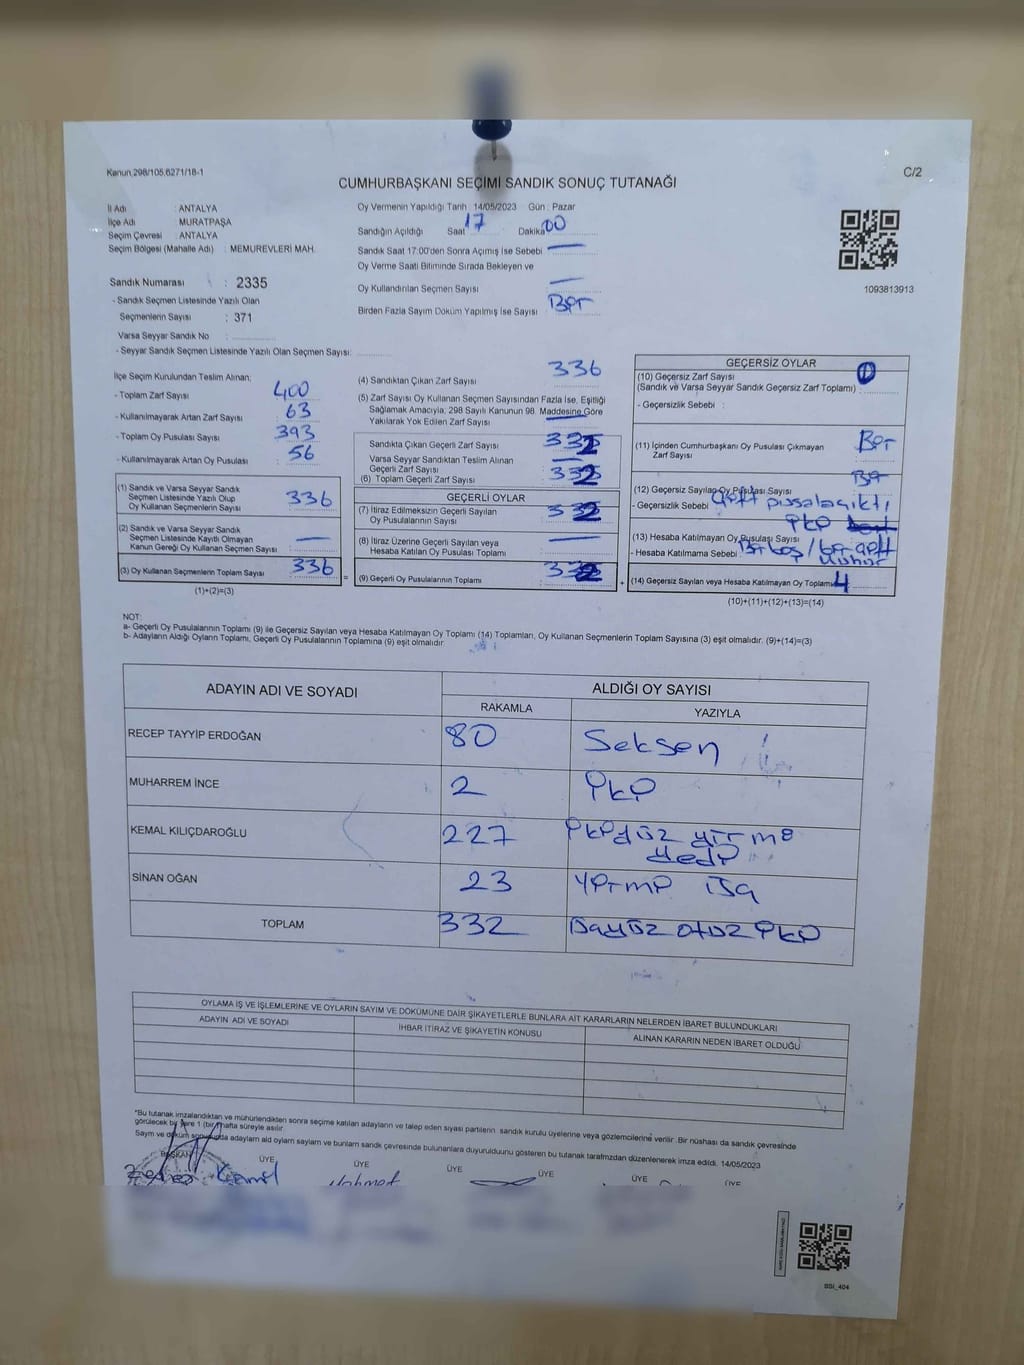 Kanun,298/105,6271/18-1
C/2
CUMHURBAŞKANI SEÇİMİ SANDIK SONUÇ TUTANAĞI
İl Adı : ANTALYA
İlçe Adı : MURATPAŞA
Seçim Çevresi : ANTALYA
Seçim Bölgesi (Mahalle Adı) : MEMUREVLERİ MAH.
Sandık Numarası : 2335
- Sandık Seçmen Listesinde Yazılı Olan
Seçmenlerin Sayısı : 371
Varsa Seyyar Sandık No :
- Seyyar Sandık Seçmen Listesinde Yazılı Olan Seçmen Sayısı:
Oy Vermenin Yapıldığı Tarih 14/05/2023 Gün : Pazar
Sandığın Açıldığı Saat 17 Dakika 00
Sandık Saat 17:00'den Sonra Açımış İse Sebebi
Oy Verme Saati Bitiminde Sırada Bekleyen ve
Oy Kullandırılan Seçmen Sayısı
Birden Fazla Sayım Döküm Yapılmış İse Sayısı Bir
1093813913
İlçe Seçim Kurulundan Teslim Alınan;
- Toplam Zarf Sayısı 400
- Kullanılmayarak Artan Zarf Sayısı 63
- Toplam Oy Pusulası Sayısı 393
- Kullanılmayarak Artan Oy Pusulası 56
(1) Sandık ve Varsa Seyyar Sandık
Seçmen Listesinde Yazılı Olup
Oy Kullanan Seçmenlerin Sayısı 336
(2) Sandık ve Varsa Seyyar Sandık
Seçmen Listesinde Kayıtlı Olmayan
Kanun Gereği Oy Kullanan Seçmen Sayısı
(3) Oy Kullanan Seçmenlerin Toplam Sayısı 336
(1)+(2)=(3)
(4) Sandıktan Çıkan Zarf Sayısı 336
(5) Zarf Sayısı Oy Kullanan Seçmen Sayısından Fazla İse, Eşitliği
Sağlamak Amacıyla; 298 Sayılı Kanunun 98. Maddesine Göre
Yakılarak Yok Edilen Zarf Sayısı
Sandıkta Çıkan Geçerli Zarf Sayısı 332
Varsa Seyyar Sandıktan Teslim Alınan
Geçerli Zarf Sayısı
(6) Toplam Geçerli Zarf Sayısı 332
GEÇERLİ OYLAR
(7) İtiraz Edilmeksizin Geçerli Sayılan
Oy Pusulalarının Sayısı 332
(8) İtiraz Üzerine Geçerli Sayılan veya
Hesaba Katılan Oy Pusulası Toplamı
(9) Geçerli Oy Pusulalarının Toplamı 332
GEÇERSİZ OYLAR
(10) Geçersiz Zarf Sayısı 0
(Sandık ve Varsa Seyyar Sandık Geçersiz Zarf Toplamı)
- Geçersizlik Sebebi :
(11) İçinden Cumhurbaşkanı Oy Pusulası Çıkmayan Bir
Zarf Sayısı
(12) Geçersiz Sayılan Oy Pusulası Sayısı Bir
- Geçersizlik Sebebi çift pusula çıktı
(13) Hesaba Katılmayan Oy Pusulası Sayısı iki
- Hesaba Katılmama Sebebi : Bir boş / bir çift
mühür
(14) Geçersiz Sayılan veya Hesaba Katılmayan Oy Toplamı 4
(10)+(11)+(12)+(13)=(14)
NOT:
a- Geçerli Oy Pusulalarının Toplamı (9) ile Geçersiz Sayılan veya Hesaba Katılmayan Oy Toplamı (14) Toplamları, Oy Kullanan Seçmenlerin Toplam Sayısına (3) eşit olmalıdır. (9)+(14)=(3)
b- Adayların Aldığı Oyların Toplamı, Geçerli Oy Pusulalarının Toplamına (9) eşit olmalıdır.
ADAYIN ADI VE SOYADI
ALDIĞI OY SAYISI
RAKAMLA YAZIYLA
RECEP TAYYİP ERDOĞAN 80 Seksen
MUHARREM İNCE 2 iki
KEMAL KILIÇDAROĞLU 227 ikiyüz yirmi
yedi
SİNAN OĞAN 23 yirmi üç
TOPLAM 332 üçyüz otuz iki
OYLAMA İŞ VE İŞLEMLERİNE VE OYLARIN SAYIM VE DÖKÜMÜNE DAİR ŞİKAYETLERLE BUNLARA AİT KARARLARIN NELERDEN İBARET BULUNDUKLARI
ADAYIN ADI VE SOYADI İHBAR İTİRAZ VE ŞİKAYETİN KONUSU ALINAN KARARIN NEDEN İBARET OLDUĞU
*Bu tutanak imzalandıktan ve mühürlendikten sonra seçime katılan adayların ve talep eden siyasi partilerin sandık kurulu üyelerine veya gözlemcilerine verilir. Bir nüshası da sandık çevresinde
görülecek bir yere 1 (bir) hafta süreyle asılır.
Sayım ve döküm sonucunda adayların aldı oyların sayların ve bunların sandık çevresinde bulunanlara duyurulduunu gösteren bu tutanak tarafımzdan düzenlenerek imza edildi. 14/05/2023
BAŞKAN ÜYE ÜYE ÜYE ÜYE ÜYE ÜYE
Kamil Mahmet
SSI_404